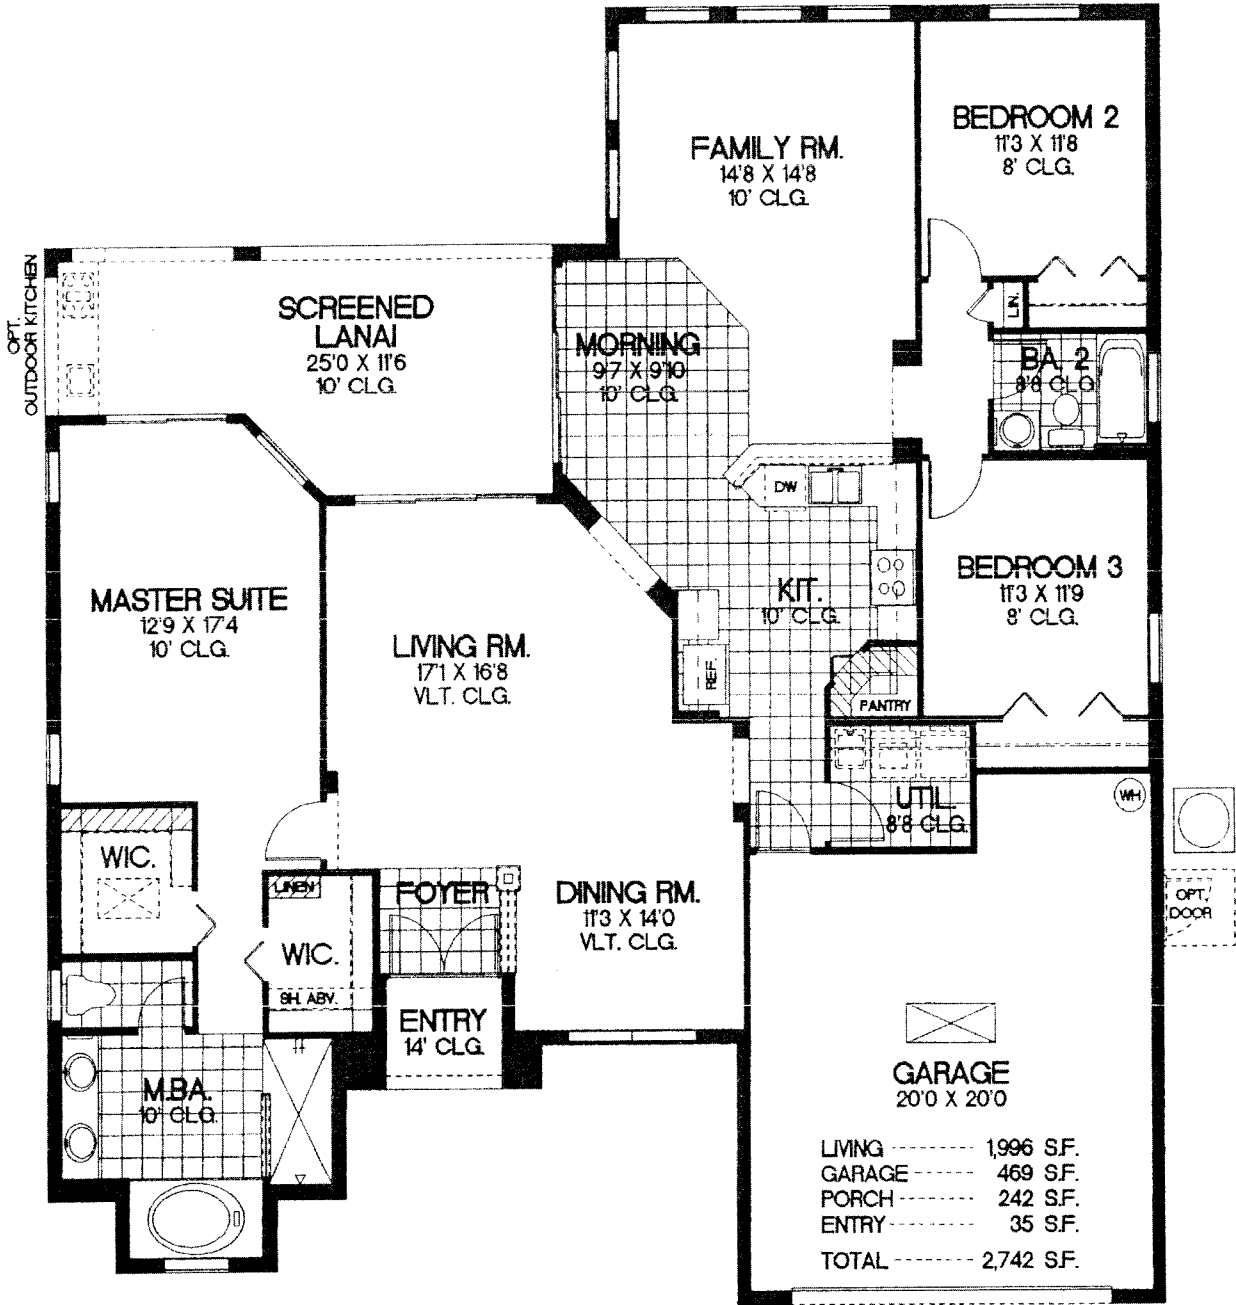 FAMILY RM.
14'8 X 14'8
10' CLG.
BEDROOM 2
11'3 X 11'8
8' CLG.
OPT.
OUTDOOR KITCHEN
SCREENED
LANAI
25'0 X 11'6
10' CLG.
MORNING
9'7 X 9'10
10' CLG.
LIN.
BA. 2
8'8 CLG
DW
MASTER SUITE
12'9 X 17'4
10' CLG.
LIVING RM.
17'1 X 16'8
VLT. CLG.
KIT.
10' CLG.
REF.
PANTRY
BEDROOM 3
11'3 X 11'9
8' CLG.
UTIL.
8'8 CLG.
WH
WIC.
LINEN
WIC.
SH. ABV.
FOYER
DINING RM.
11'3 X 14'0
VLT. CLG.
OPT.
DOOR
ENTRY
14' CLG.
M.BA.
10' CLG.
GARAGE
20'0 X 20'0
LIVING ---------- 1,996 S.F.
GARAGE -------- 469 S.F.
PORCH --------- 242 S.F.
ENTRY ---------- 35 S.F.
TOTAL --------- 2,742 S.F.